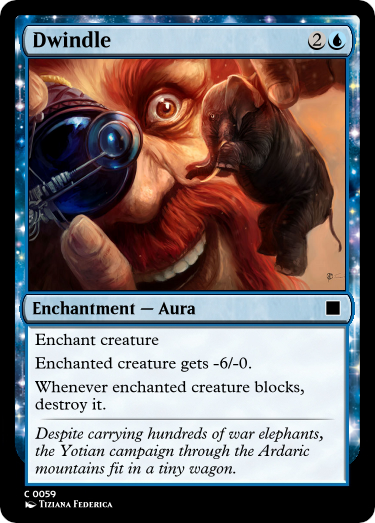 Dwindle 2
Enchantment — Aura
Enchant creature
Enchanted creature gets -6/-0.
Whenever enchanted creature blocks,
destroy it.
Despite carrying hundreds of war elephants,
the Yotian campaign through the Ardaric
mountains fit in a tiny wagon.
C 0059
Tiziana Federica